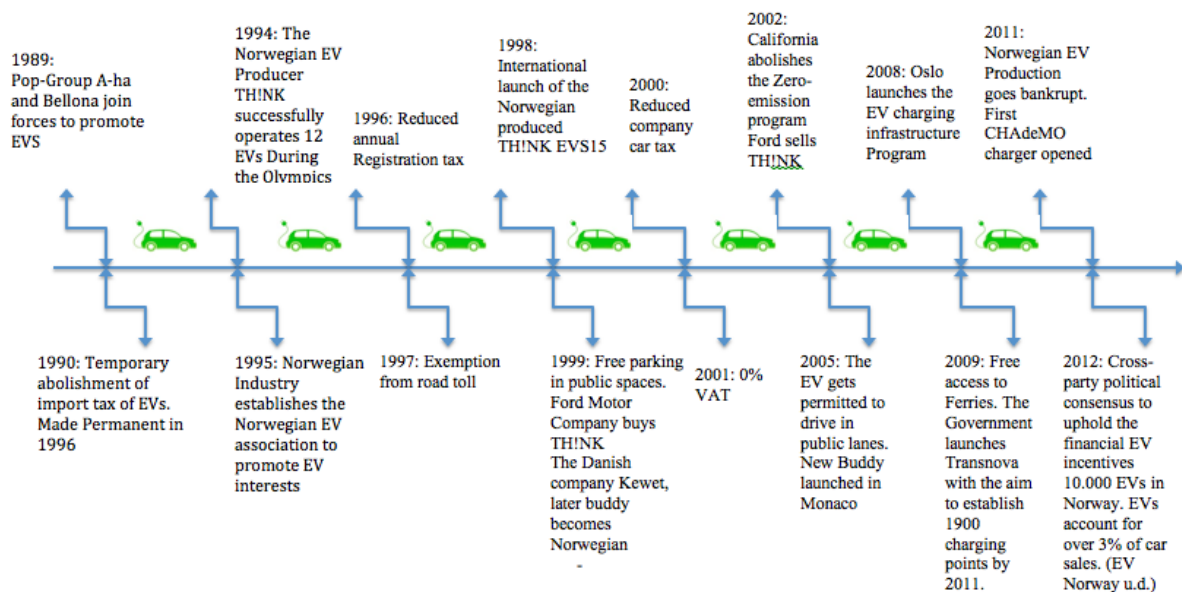 1989:
Pop-Group A-ha
and Bellona join
forces to promote
EVS
1994: The
Norwegian EV
Producer
TH!NK
successfully
operates 12
EVs During
the Olympics
1996: Reduced
annual
Registration tax
1998:
International
launch of the
Norwegian
produced
TH!NK EVS15
2000:
Reduced
company
car tax
2002:
California
abolishes
the Zero-
emission
program
Ford sells
TH!NK
2008: Oslo
launches the
EV charging
infrastructure
Program
2011:
Norwegian EV
Production
goes bankrupt.
First
CHAdeMO
charger opened
1990: Temporary
abolishment of
import tax of EVs.
Made Permanent in
1996
1995: Norwegian
Industry
establishes the
Norwegian EV
association to
promote EV
interests
1997: Exemption
from road toll
1999: Free parking
in public spaces.
Ford Motor
Company buys
TH!NK
The Danish
company Kewet,
later buddy
becomes
Norwegian
-
2001: 0%
VAT
2005: The
EV gets
permitted to
drive in
public lanes.
New Buddy
launched in
Monaco
2009: Free
access to
Ferries. The
Government
launches
Transnova
with the aim
to establish
1900
charging
points by
2011.
2012: Cross-
party political
consensus to
uphold the
financial EV
incentives
10.000 EVs in
Norway. EVs
account for
over 3% of car
sales. (EV
Norway u.d.)